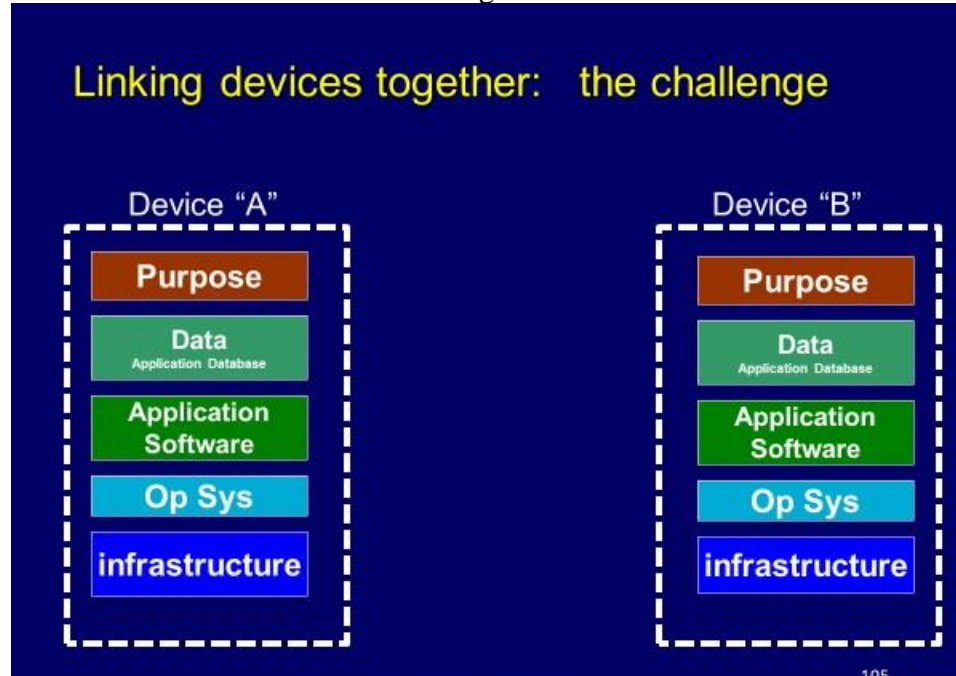 Linking devices together: the challenge
Device “A”
Purpose
Data
Application Database
Application
Software
Op Sys
infrastructure
Device “B”
Purpose
Data
Application Database
Application
Software
Op Sys
infrastructure